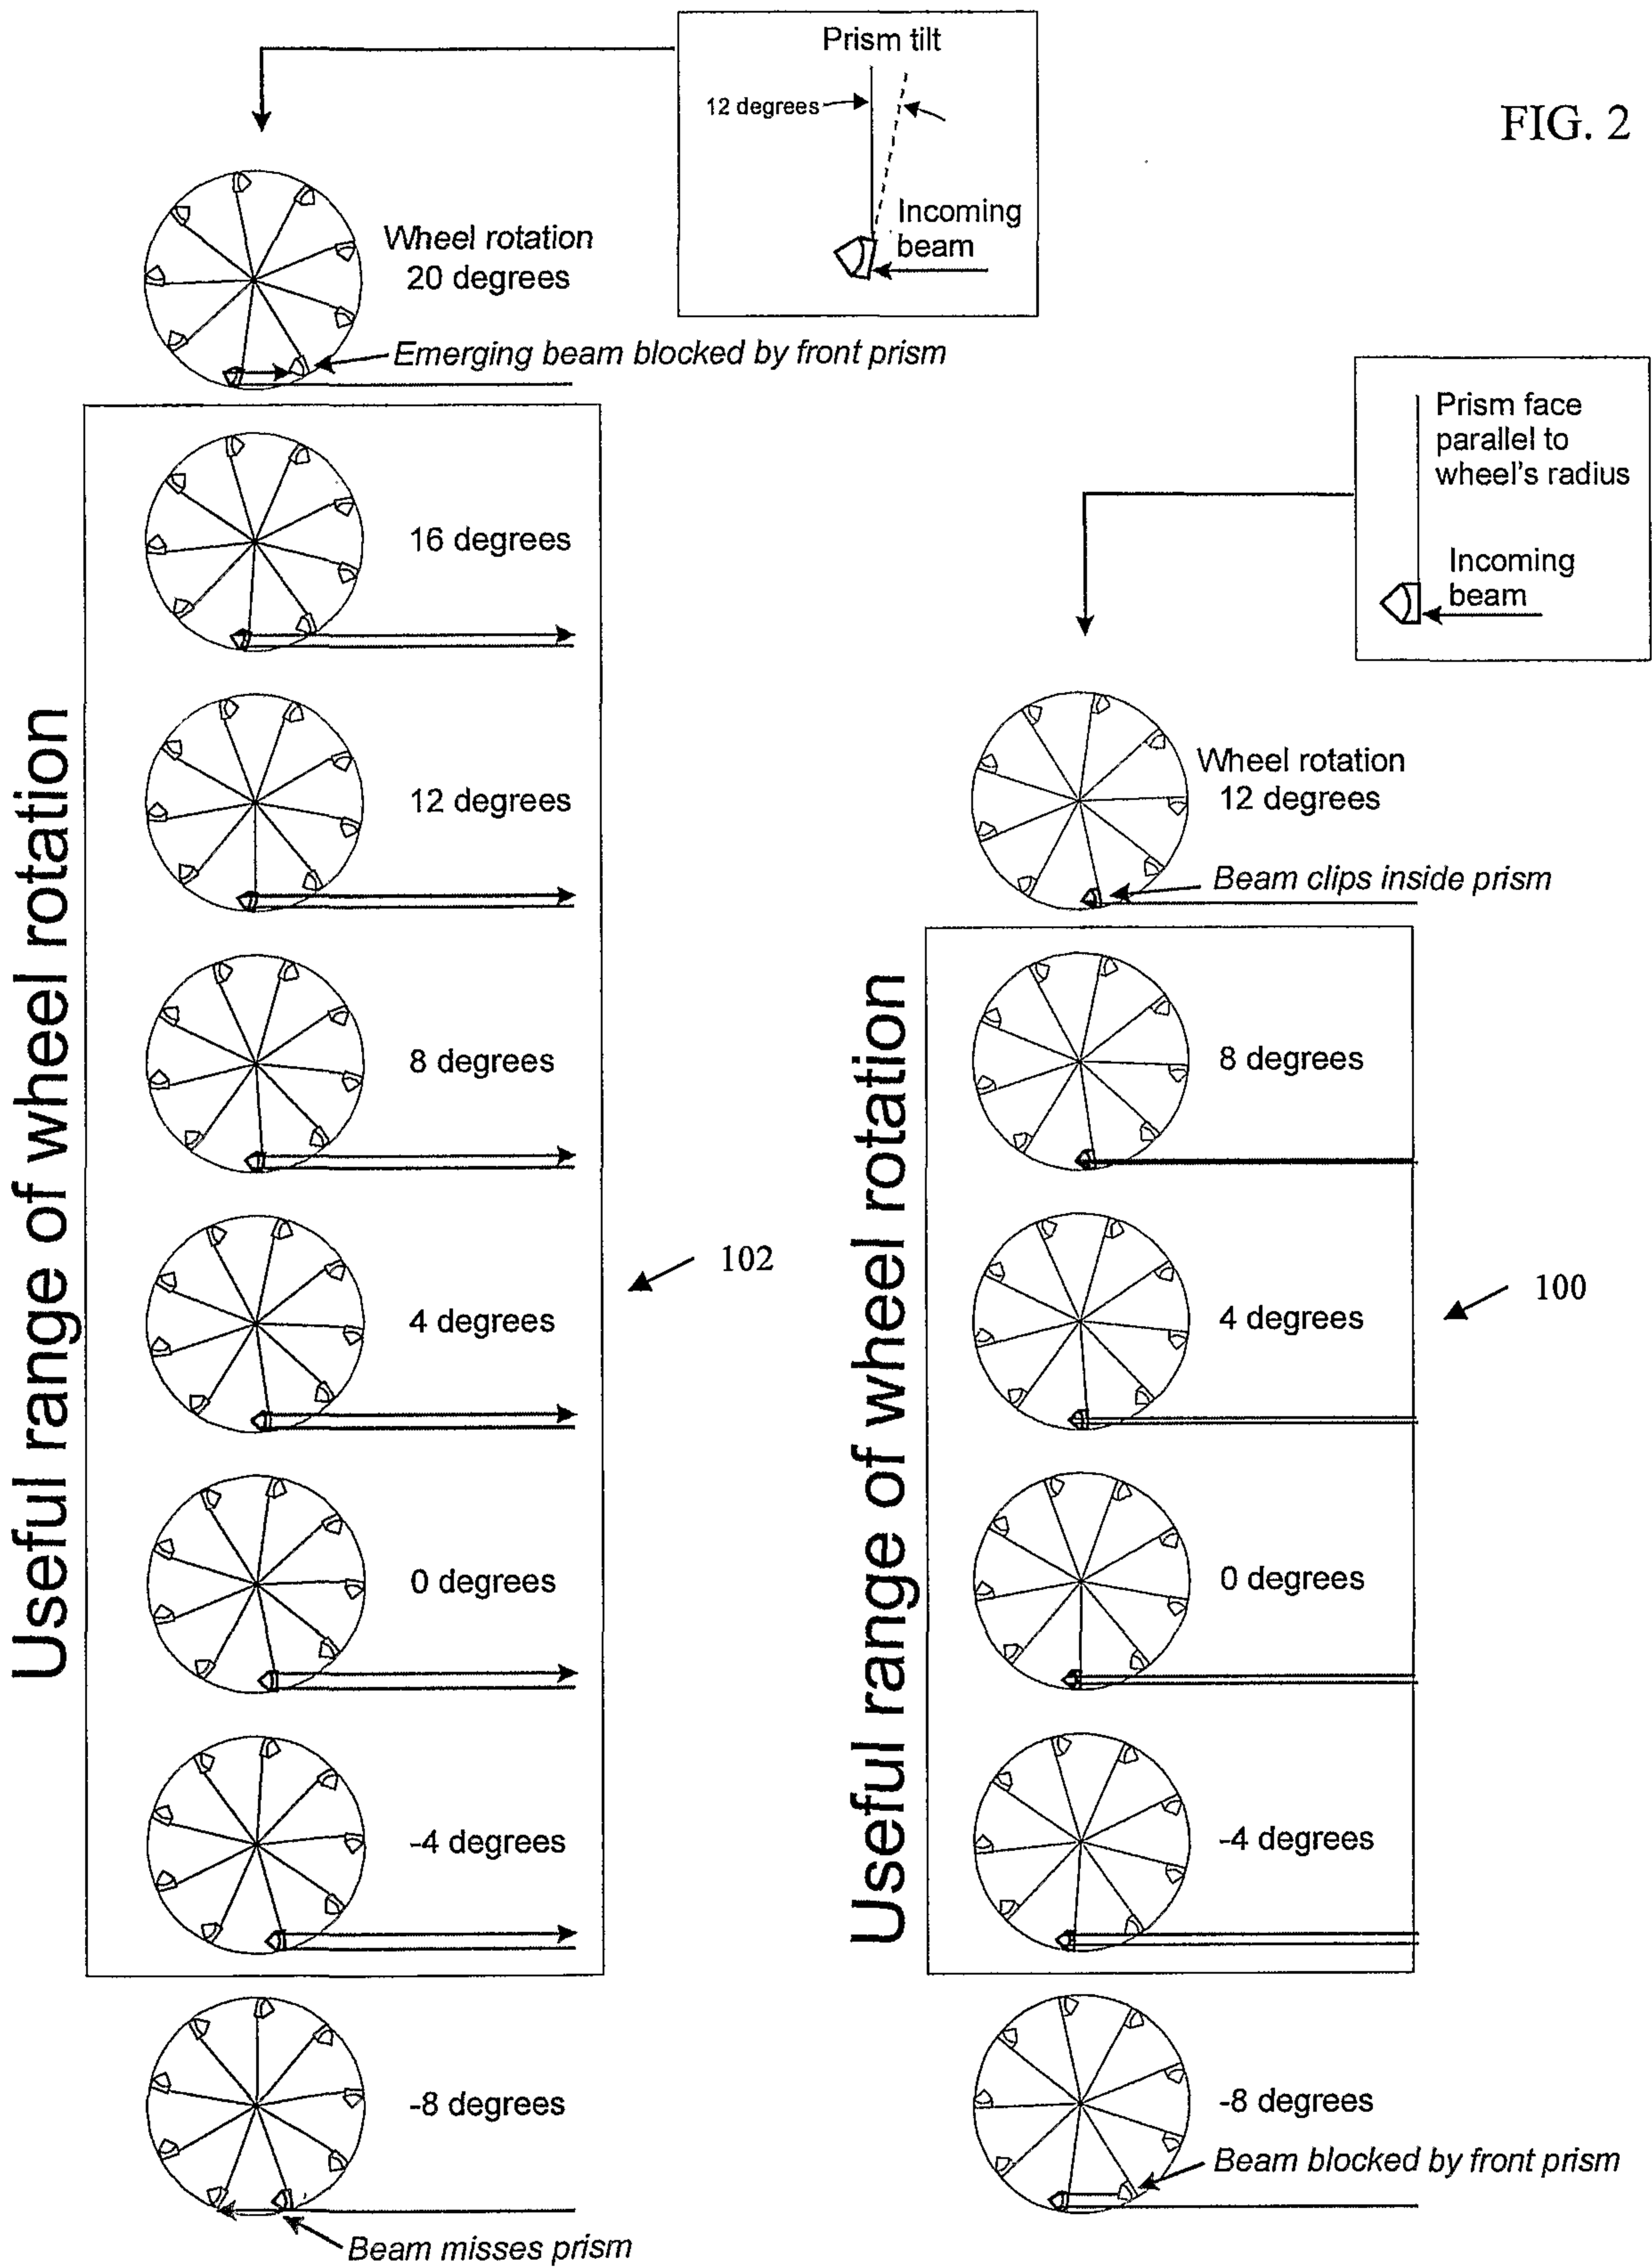 FIG. 2
Prism tilt
12 degrees
Incoming
beam
Wheel rotation
20 degrees
Emerging beam blocked by front prism
Useful range of wheel rotation
16 degrees
12 degrees
8 degrees
4 degrees
0 degrees
-4 degrees
102
-8 degrees
Beam misses prism
Prism face
parallel to
wheel's radius
Incoming
beam
Wheel rotation
12 degrees
Beam clips inside prism
Useful range of wheel rotation
8 degrees
4 degrees
0 degrees
-4 degrees
100
-8 degrees
Beam blocked by front prism